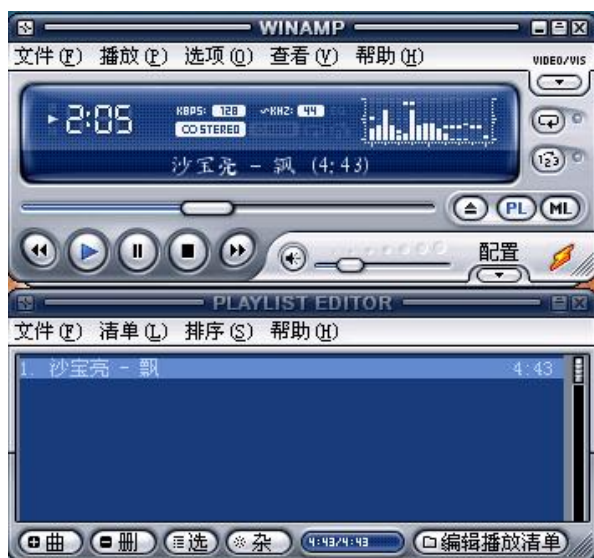 WINAMP
文件(F) 播放(P) 选项(O) 查看(V) 帮助(H) VIDEO/VIS
2:05 KBPS: 128 KHZ: 44
STEREO
沙宝亮 - 飘 (4:43)
123
PL ML
配置
PLAYLIST EDITOR
文件(F) 清单(L) 排序(S) 帮助(H)
1. 沙宝亮 - 飘 4:43
曲 删 选 杂 4:43/4:43 编辑播放清单